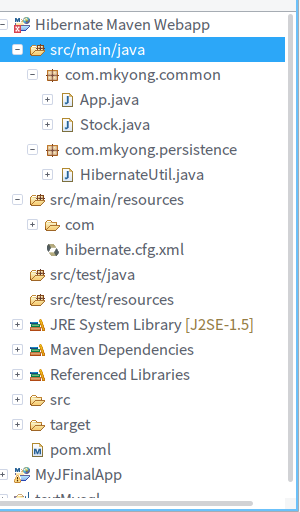 Hibernate Maven Webapp
src/main/java
com.mkyong.common
App.java
Stock.java
com.mkyong.persistence
HibernateUtil.java
src/main/resources
com
hibernate.cfg.xml
src/test/java
src/test/resources
JRE System Library [J2SE-1.5]
Maven Dependencies
Referenced Libraries
src
target
pom.xml
MyJFinalApp